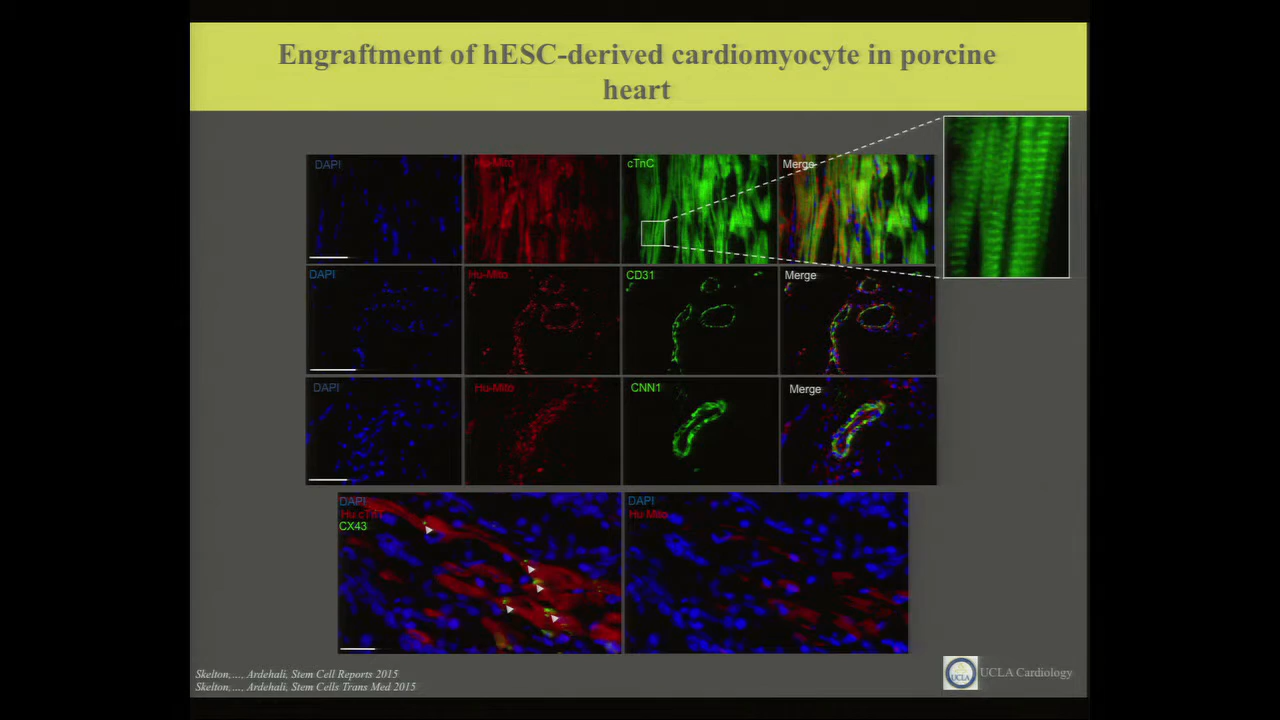 Engraftment of hESC-derived cardiomyocyte in porcine
heart
DAPI
Hu-Mito
cTnC
Merge
DAPI
Hu-Mito
CD31
Merge
DAPI
Hu-Mito
CNN1
Merge
DAPI
Hu cTnT
CX43
DAPI
Hu Mito
Skelton,…, Ardehali, Stem Cell Reports 2015
Skelton,…, Ardehali, Stem Cells Trans Med 2015
UCLA
UCLA Cardiology